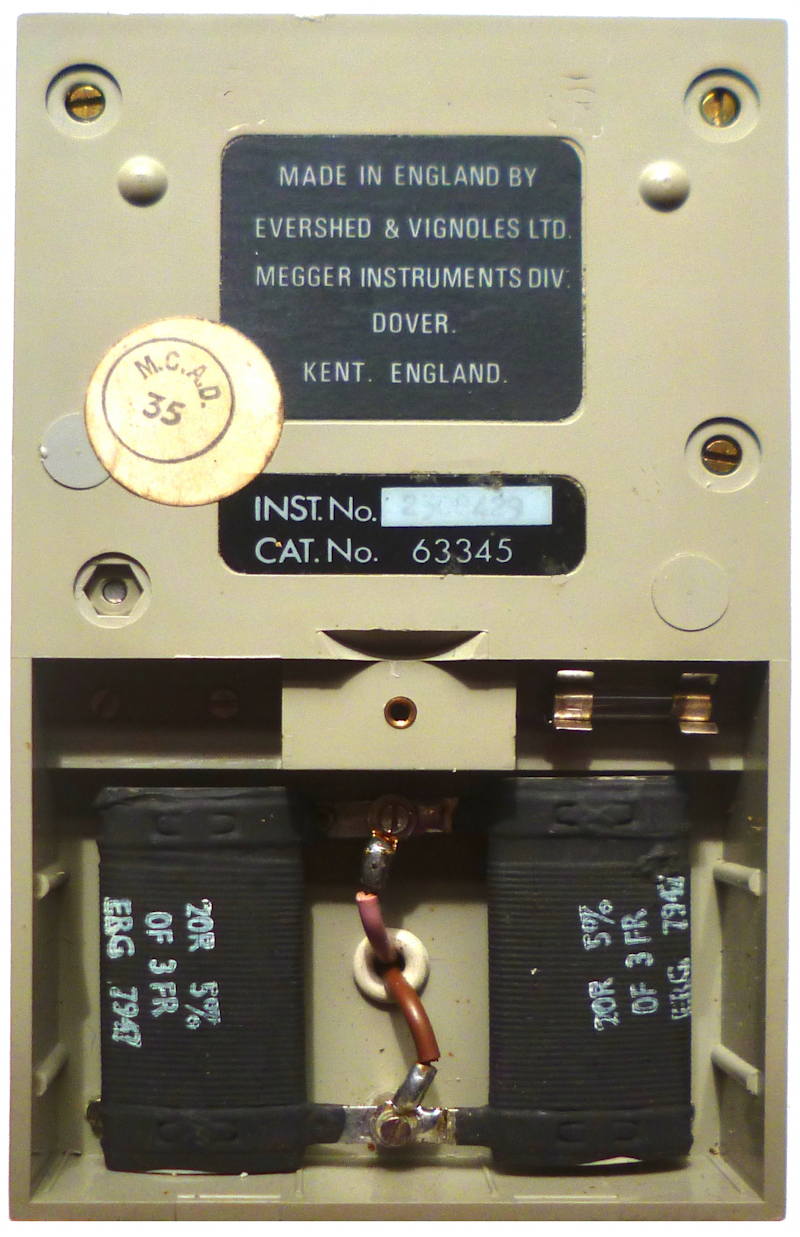 MADE IN ENGLAND BY
EVERSHED & VIGNOLES LTD.
MEGGER INSTRUMENTS DIV.
DOVER.
KENT. ENGLAND.
M.C.A.D.
35
INST. No.
CAT. No. 63345
20R 5%
OF 3 FR
ERG 7947
20R 5%
OF 3 FR
ERG 7947